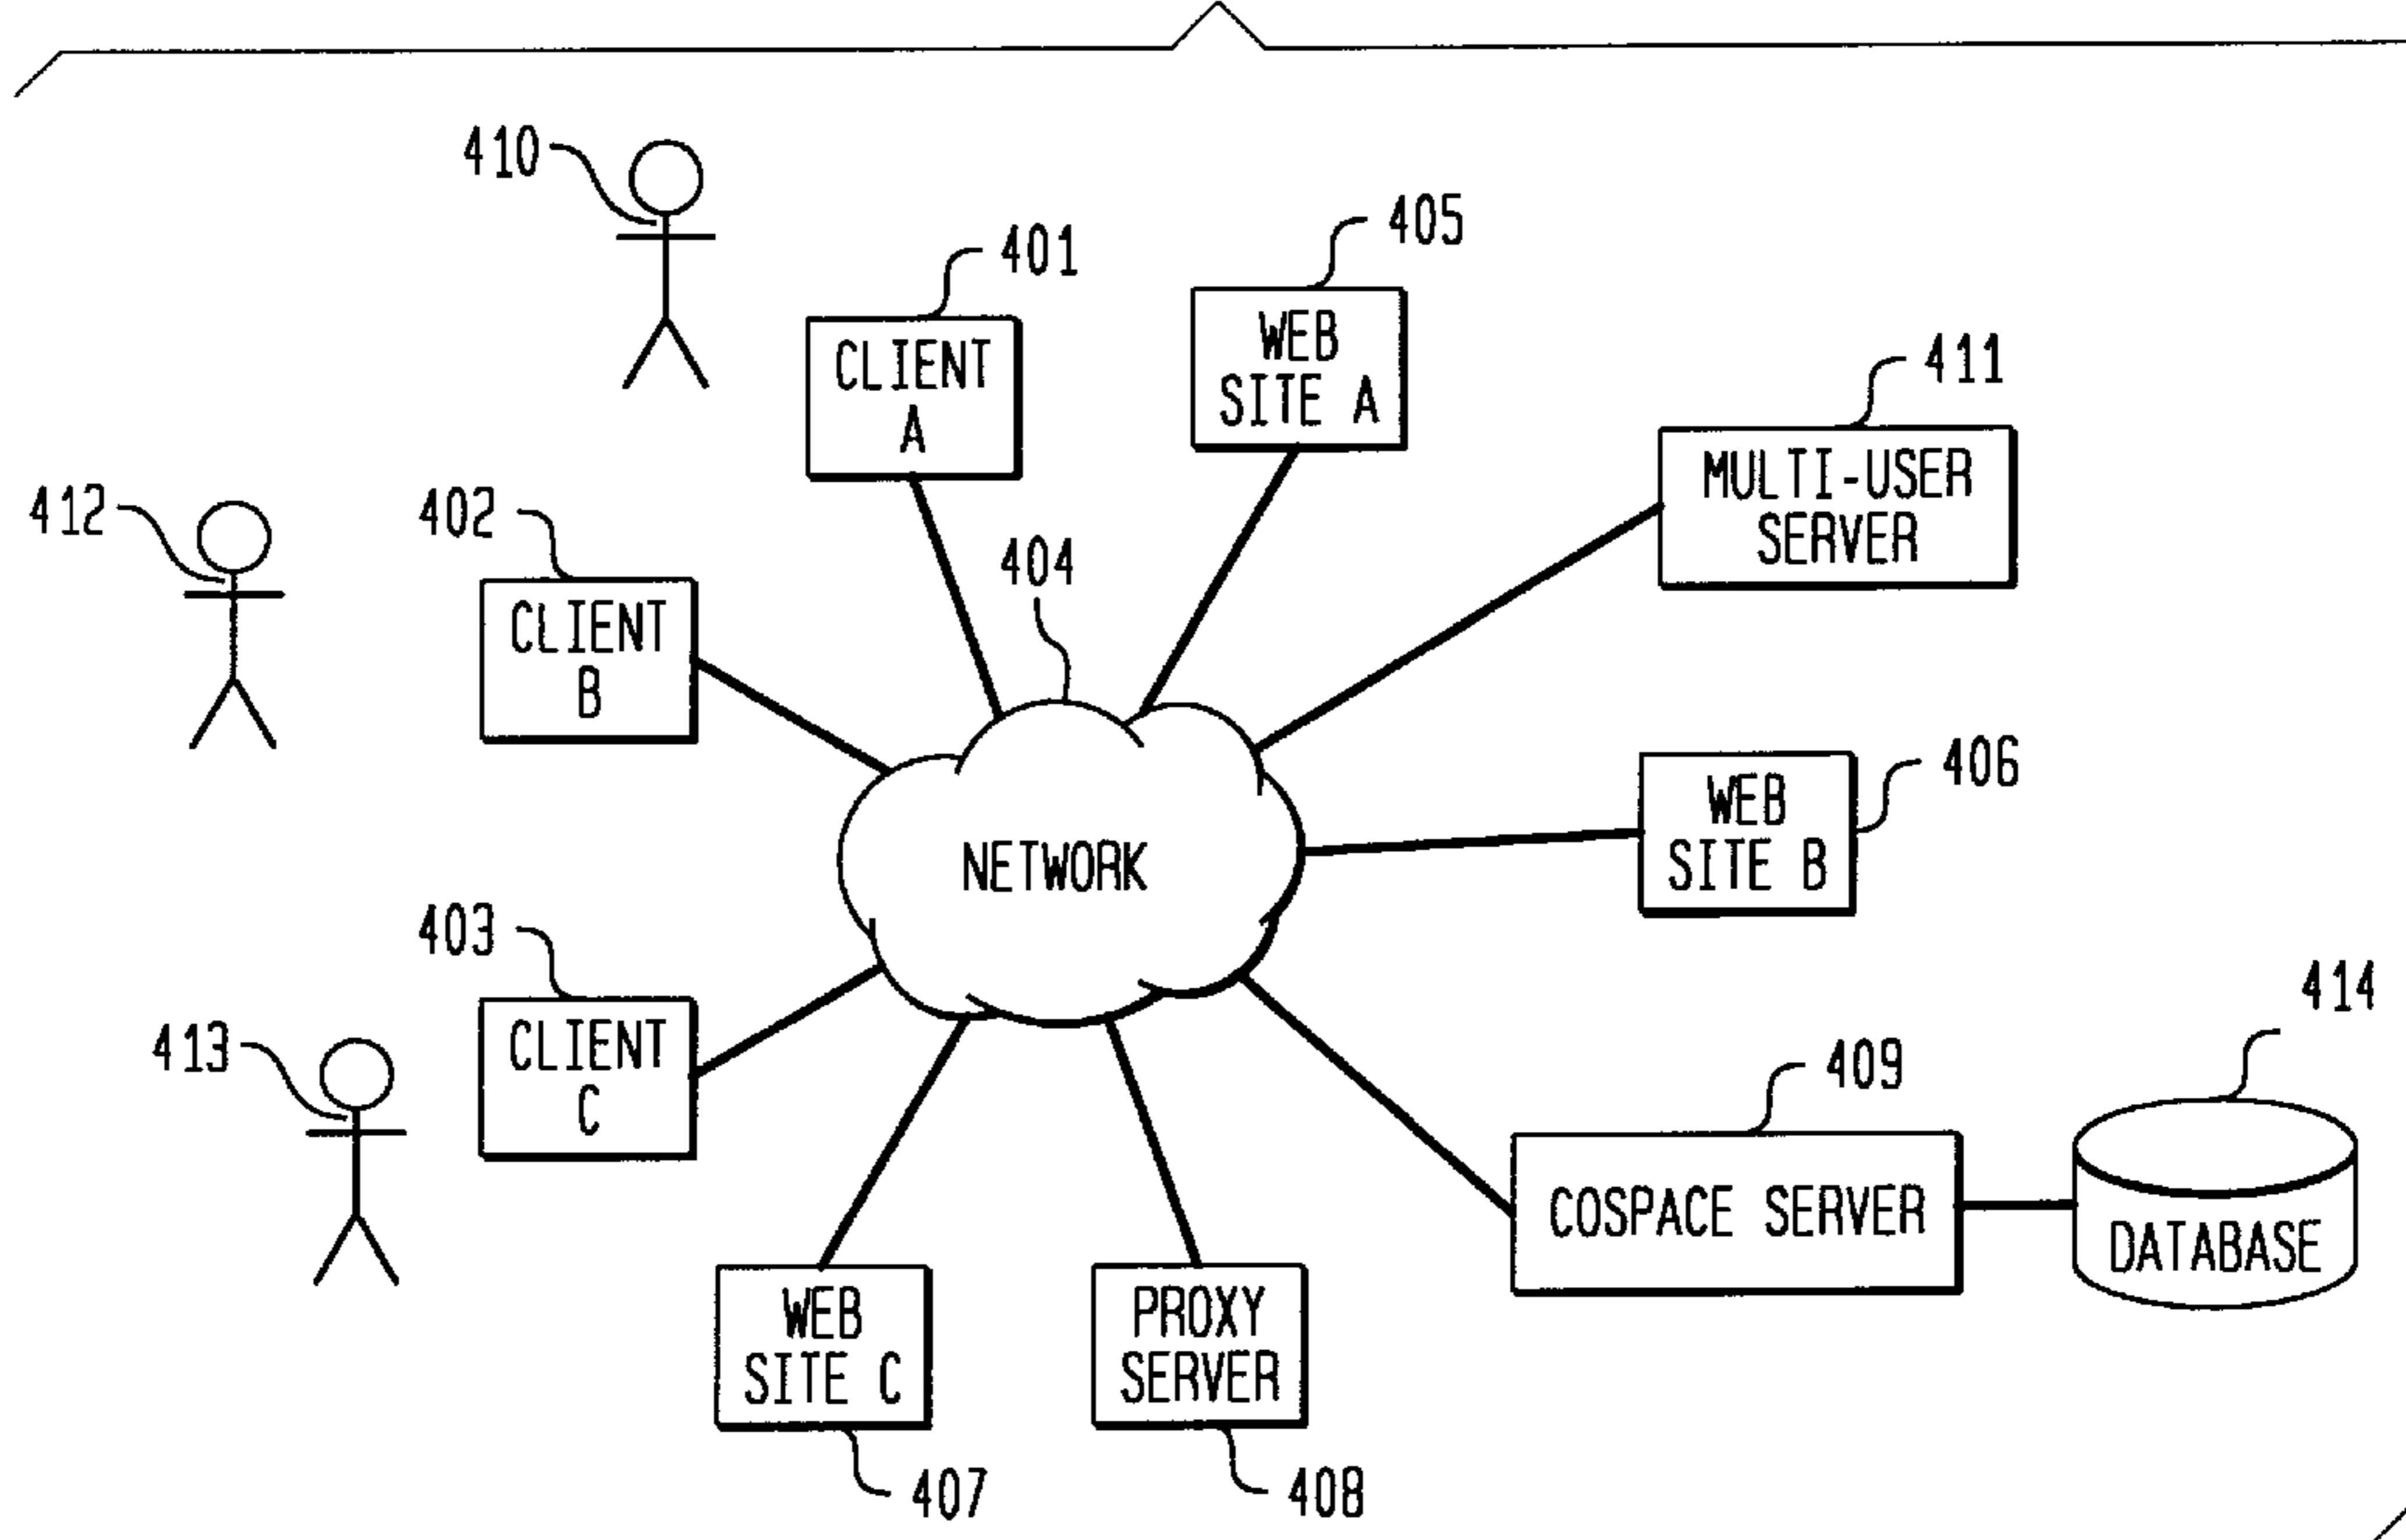 410
401
405
CLIENT
A
WEB
SITE A
411
MULTI-USER
SERVER
412
402
CLIENT
B
404
406
WEB
SITE B
NETWORK
403
CLIENT
C
413
414
409
COSPACE SERVER
DATABASE
WEB
SITE C
PROXY
SERVER
407
408